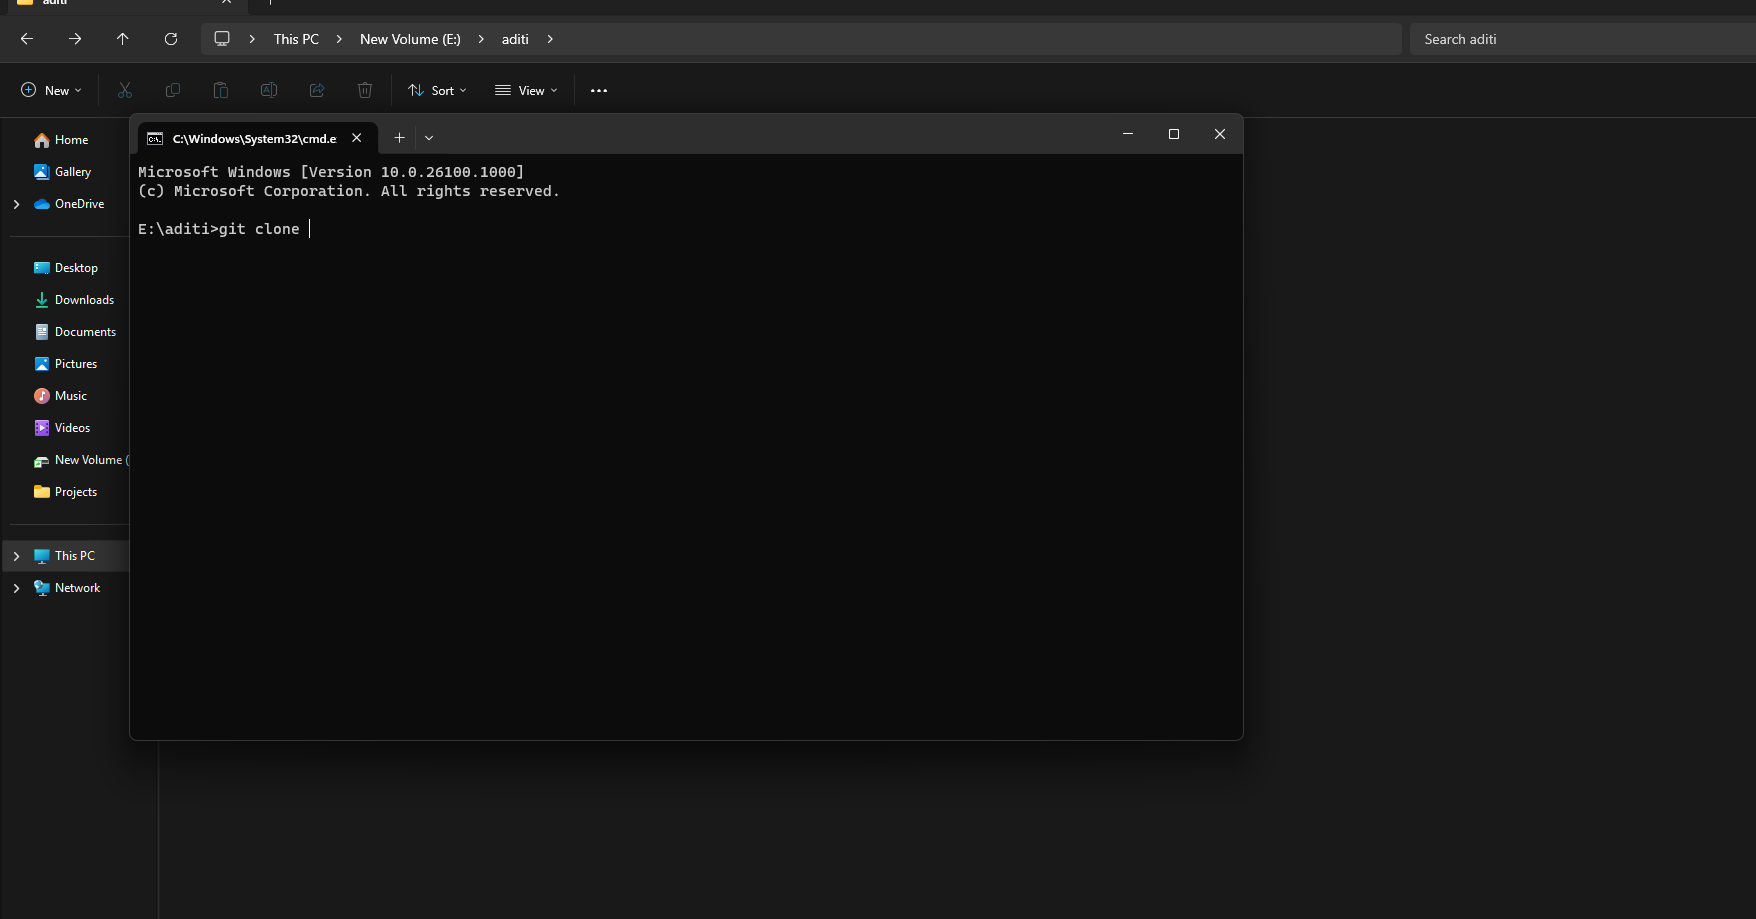 aditi
This PC
New Volume (E:)
aditi
Search aditi
New
Sort
View
Home
Gallery
OneDrive
Desktop
Downloads
Documents
Pictures
Music
Videos
New Volume (
Projects
This PC
Network
C:\Windows\System32\cmd.e
Microsoft Windows [Version 10.0.26100.1000]
(c) Microsoft Corporation. All rights reserved.
E:\aditi>git clone